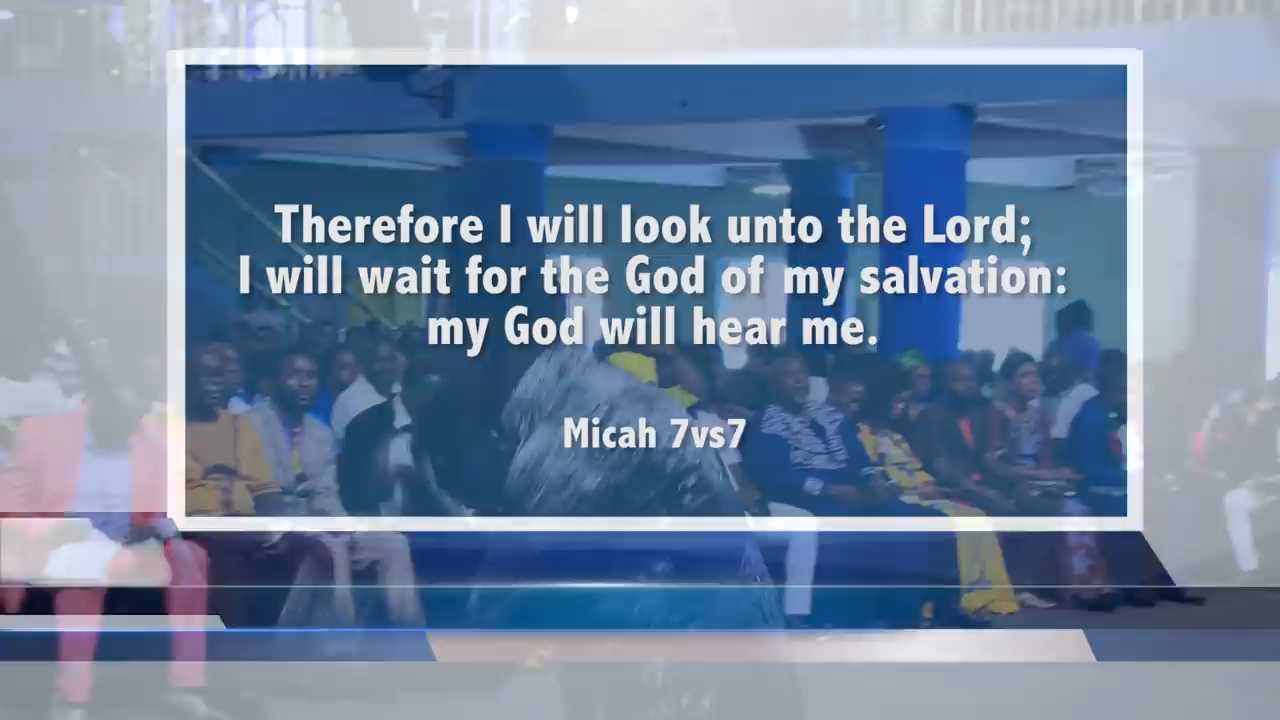 Therefore I will look unto the Lord;
I will wait for the God of my salvation:
my God will hear me.
Micah 7vs7